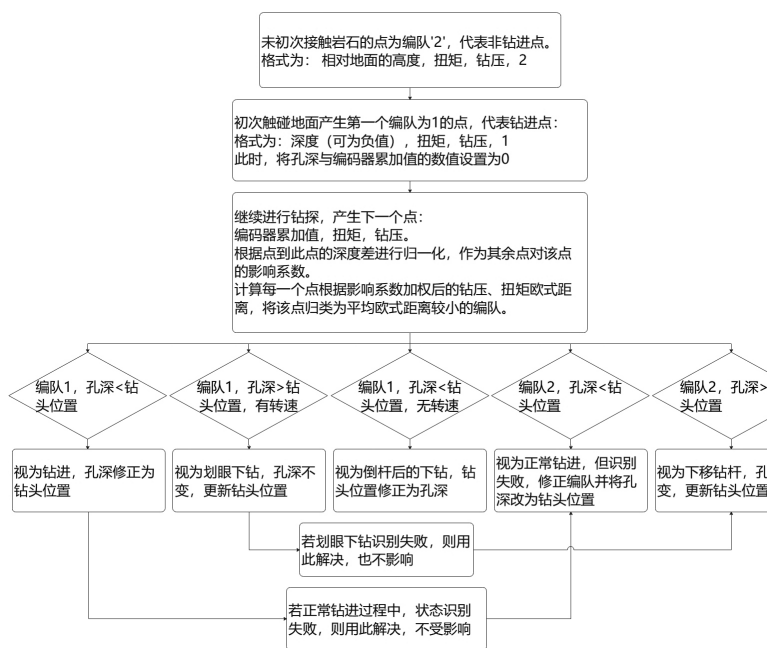 未初次接触岩石的点为编队'2'，代表非钻进点。
格式为： 相对地面的高度，扭矩，钻压，2
初次触碰地面产生第一个编队为1的点，代表钻进点：
格式为：深度（可为负值），扭矩，钻压，1
此时，将孔深与编码器累加值的数值设置为0
继续进行钻探，产生下一个点：
编码器累加值，扭矩，钻压。
根据点到此点的深度差进行归一化，作为其余点对该点
的影响系数。
计算每一个点根据影响系数加权后的钻压、扭矩欧式距
离，将该点归类为平均欧式距离较小的编队。
编队1，孔深<钻
头位置
编队1，孔深>钻
头位置，有转速
编队1，孔深<钻
头位置，无转速
编队2，孔深<钻
头位置
编队2，孔深>
头位置
视为钻进，孔深修正为
钻头位置
视为划眼下钻，孔深不
变，更新钻头位置
视为倒杆后的下钻，钻
头位置修正为孔深
视为正常钻进，但识别
失败，修正编队并将孔
深改为钻头位置
视为下移钻杆，孔
变，更新钻头位置
若划眼下钻识别失败，则用
此解决，也不影响
若正常钻进过程中，状态识别
失败，则用此解决，不受影响